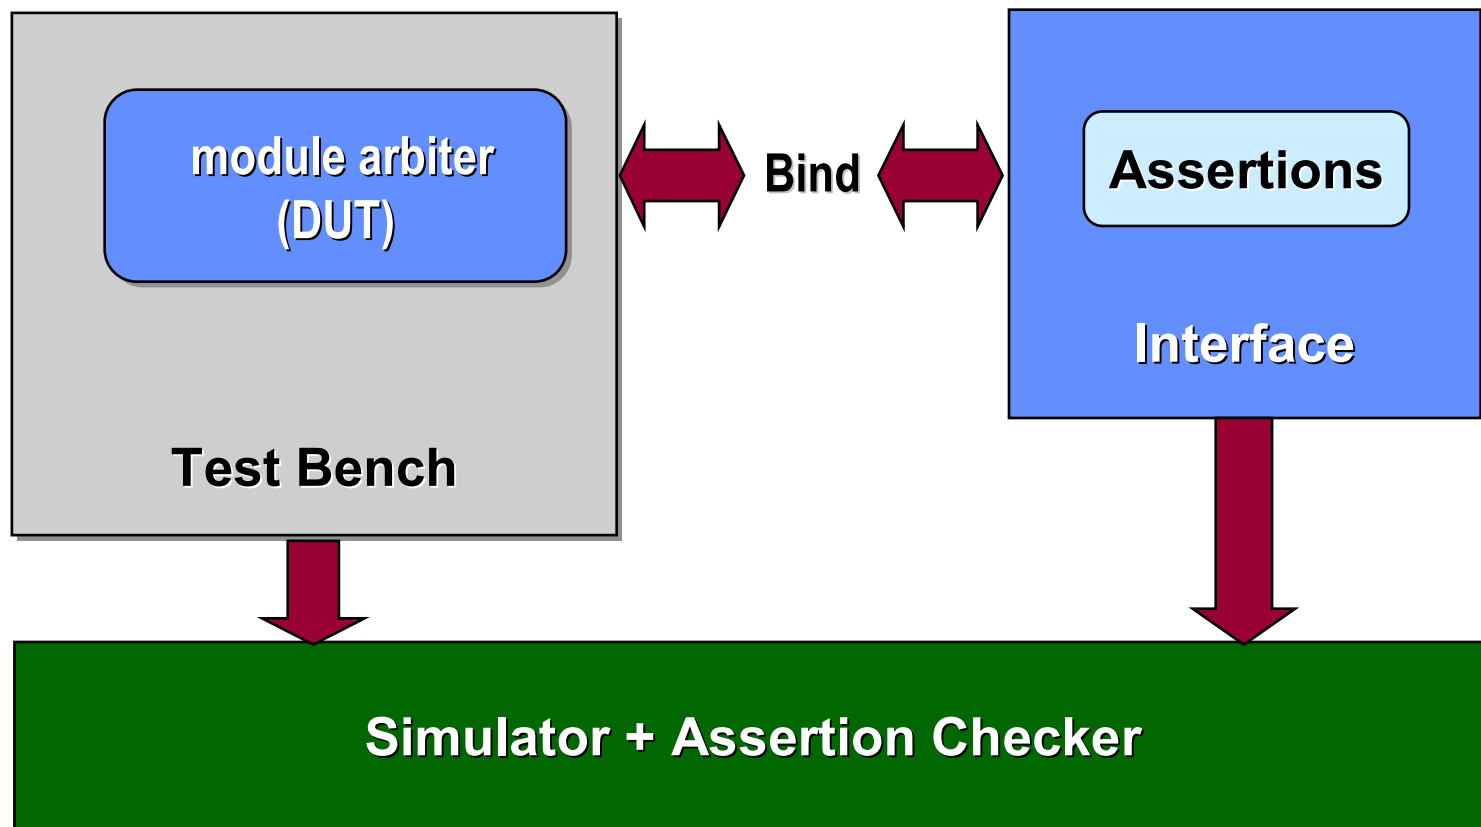 module arbiter
(DUT)
Bind
Assertions
Interface
Test Bench
Simulator + Assertion Checker